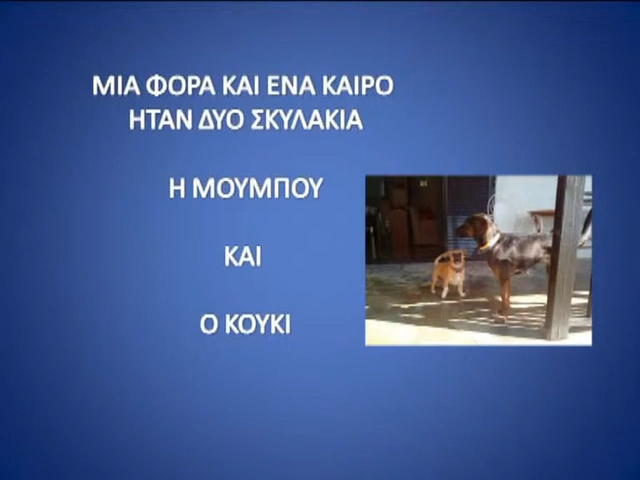 ΜΙΑ ΦΟΡΑ ΚΑΙ ΕΝΑ ΚΑΙΡΟ
ΗΤΑΝ ΔΥΟ ΣΚΥΛΑΚΙΑ
Η ΜΟΥΜΠΟΥ
ΚΑΙ
Ο ΚΟΥΚΙ